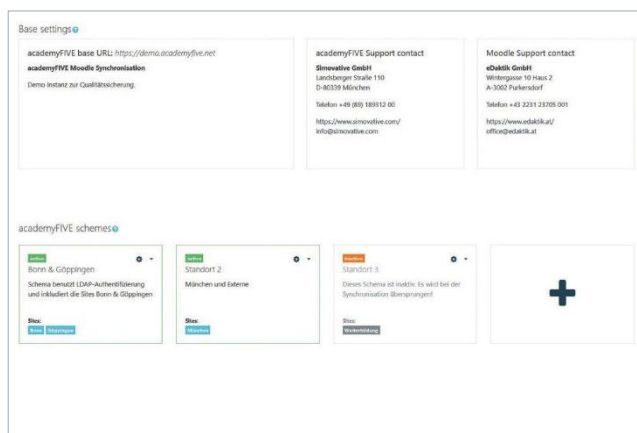 Base settings
academyFIVE base URL: https://demo.academyfive.net
academyFIVE Moodle Synchronisation
Demo Instanz zur Qualitätssicherung.
academyFIVE Support contact
Simovative GmbH
Landsberger Straße 110
D-80339 München
Telefon +49 (89) 189312 00
https://www.simovative.com/
info@simovative.com
Moodle Support contact
eDaktik GmbH
Wintergasse 10 Haus 2
A-3002 Purkersdorf
Telefon +43 2231 23705 001
https://www.edaktik.at/
office@edaktik.at
academyFIVE schemes
active
Bonn & Göppingen
Schema benutzt LDAP-Authentifizierung
und inkludiert die Sites Bonn & Göppingen
Sites:
Bonn Göppingen
active
Standort 2
München und Externe
Sites:
München
inactive
Standort 3
Dieses Schema ist inaktiv. Es wird bei der
Synchronisation übersprungen!
Sites:
Weiterbildung